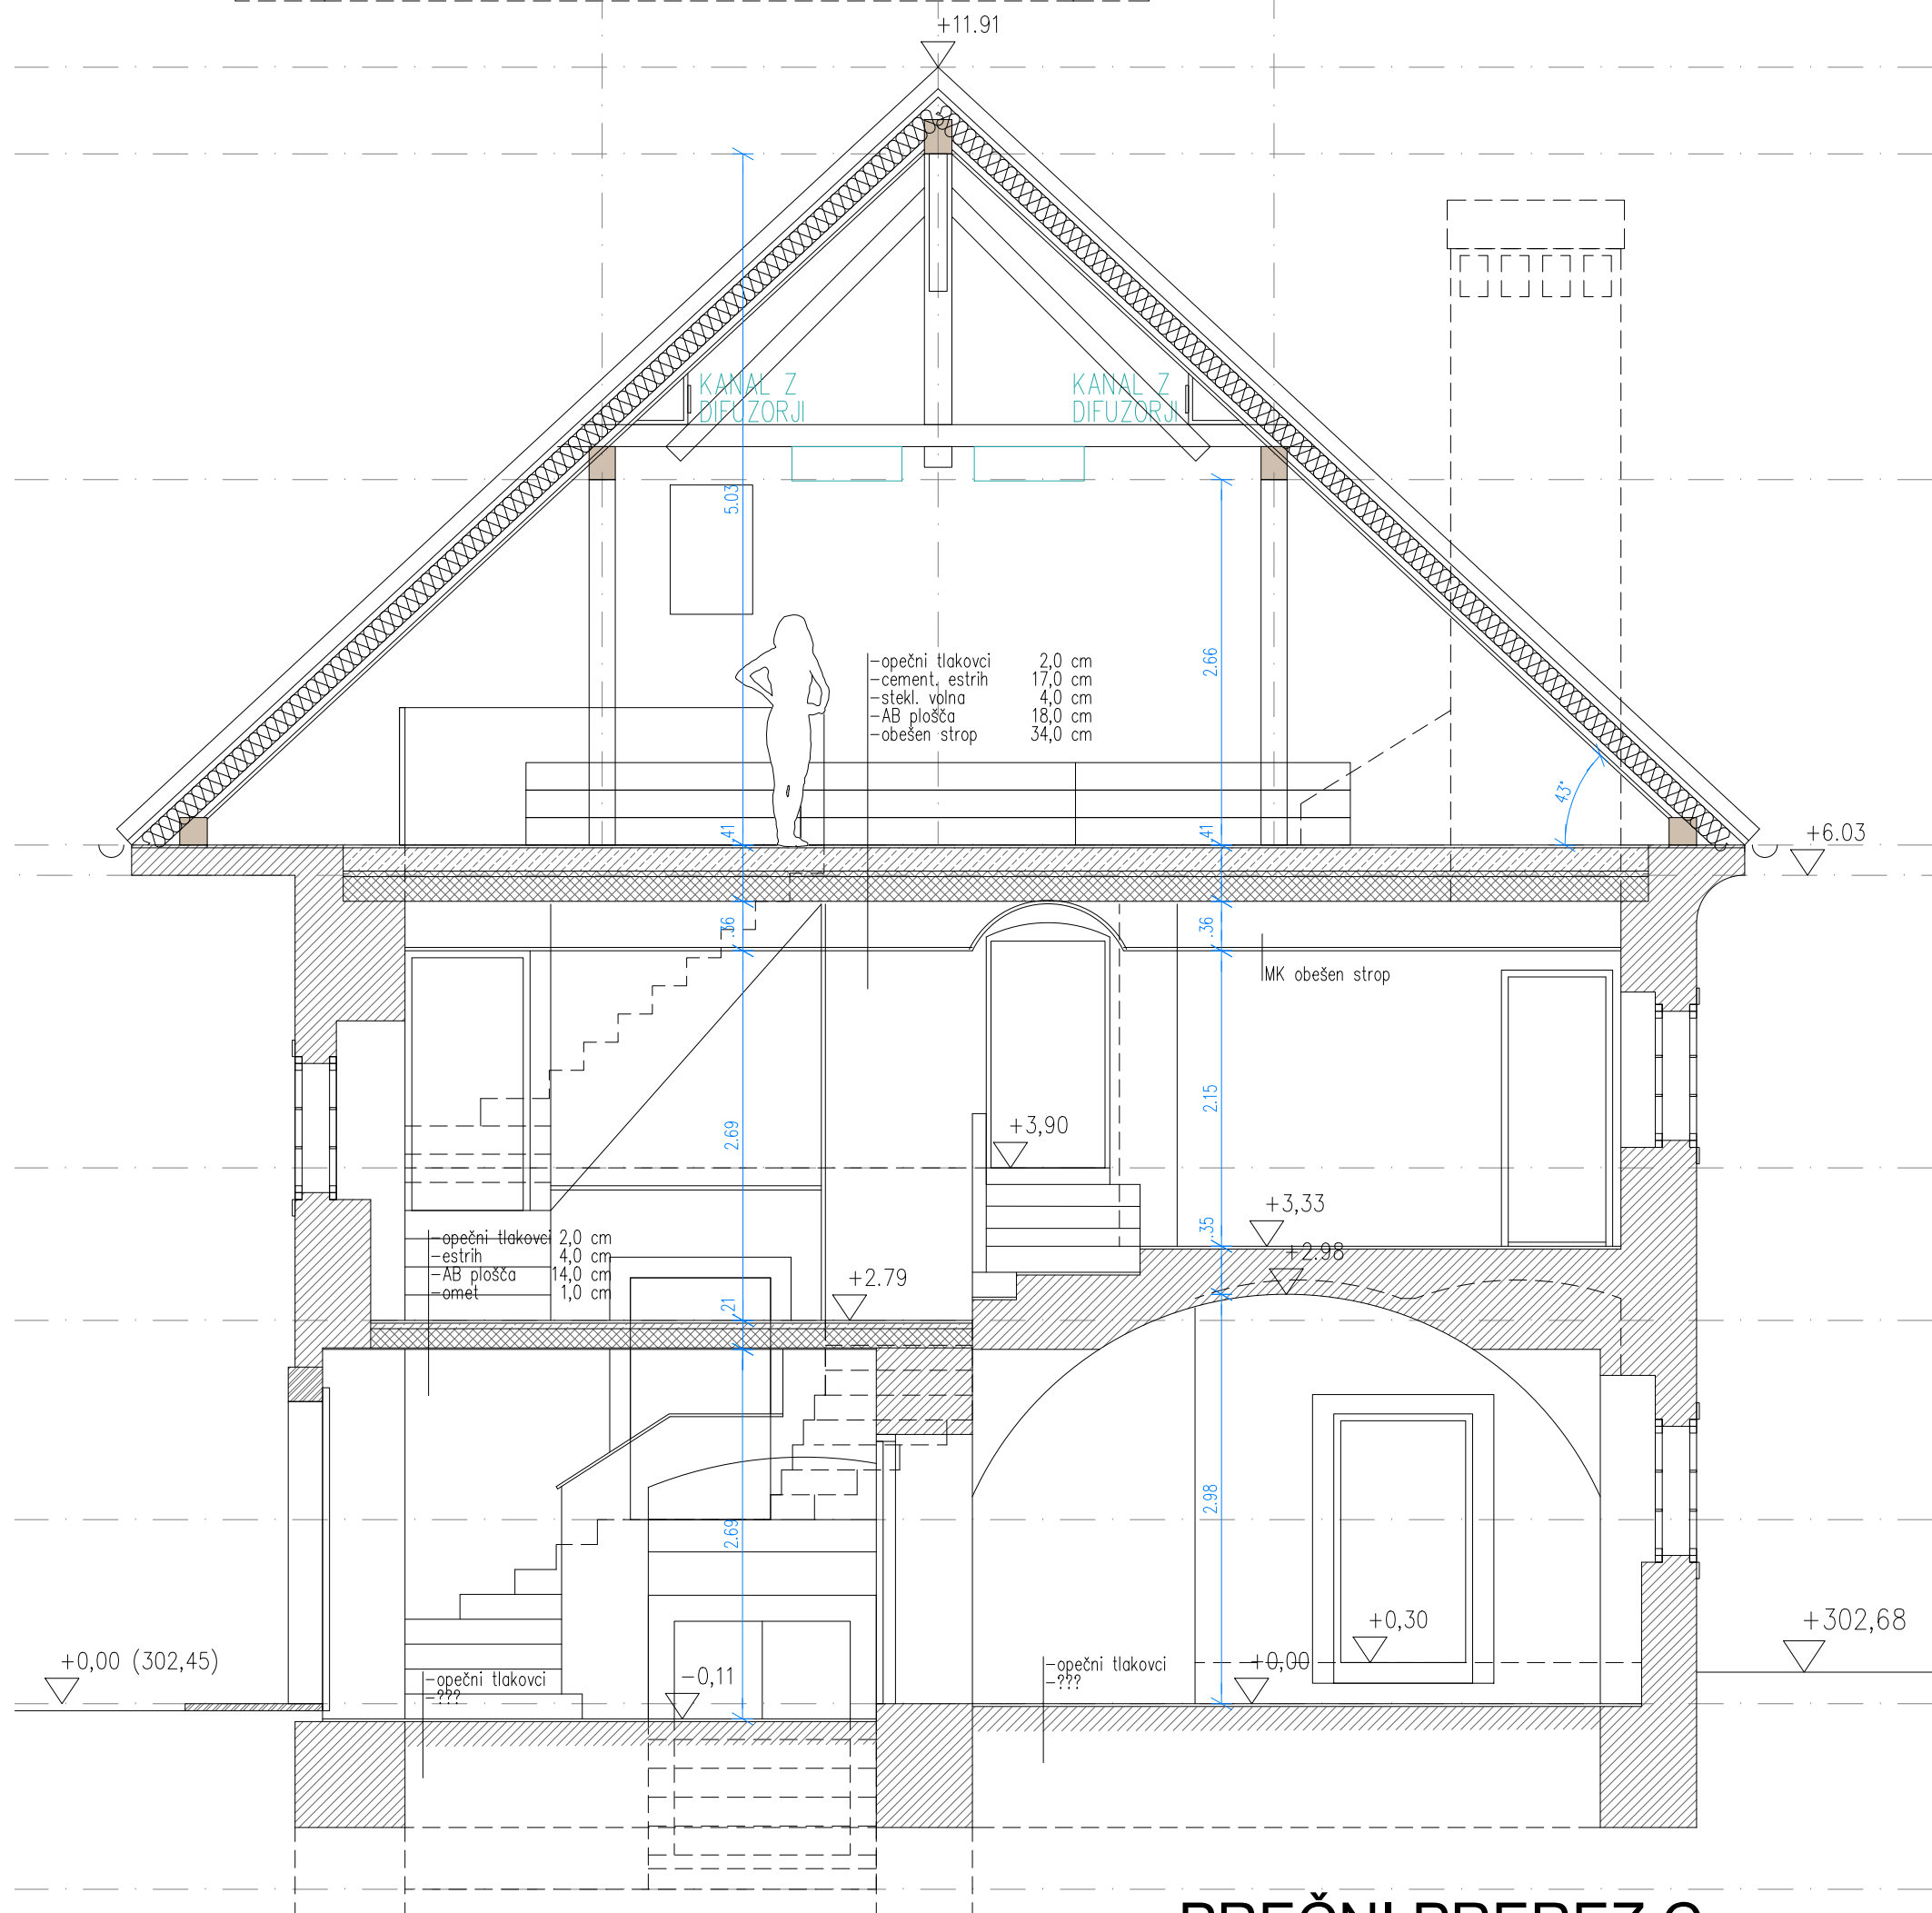 +11.91
KANAL Z
DIFUZORJI
KANAL Z
DIFUZORJI
5.03
2.66
-opečni tlakovci 2,0 cm
-cement. estrih 17,0 cm
-stekl. volna 4,0 cm
-AB plošča 18,0 cm
-obešen strop 34,0 cm
43°
.41
.41
+6.03
.36
.36
MK obešen strop
2.69
2.15
+3,90
+3,33
.35
+2.98
-opečni tlakovci 2,0 cm
-estrih 4,0 cm
-AB plošča 14,0 cm
-omet 1,0 cm
+2.79
.21
2.69
2.98
+0,00 (302,45)
-opečni tlakovci
-???
-0,11
-opečni tlakovci
-???
+0,00
+0,30
+302,68
PREČNI PREREZ